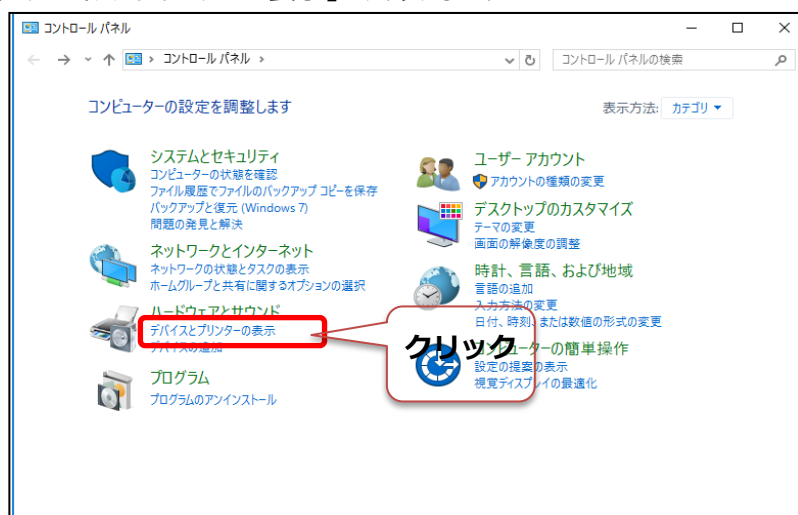 コントロール パネル
コントロール パネル
コントロール パネルの検索
コンピューターの設定を調整します
表示方法: カテゴリ
システムとセキュリティ
コンピューターの状態を確認
ファイル履歴でファイルのバックアップ コピーを保存
バックアップと復元 (Windows 7)
問題の発見と解決
ネットワークとインターネット
ネットワークの状態とタスクの表示
ホームグループと共有に関するオプションの選択
ハードウェアとサウンド
デバイスとプリンターの表示
デバイスの追加
プログラム
プログラムのアンインストール
ユーザー アカウント
アカウントの種類の変更
デスクトップのカスタマイズ
テーマの変更
画面の解像度の調整
時計、言語、および地域
言語の追加
入力方法の変更
日付、時刻、または数値の形式の変更
コンピューターの簡単操作
設定の提案の表示
視覚ディスプレイの最適化
クリック